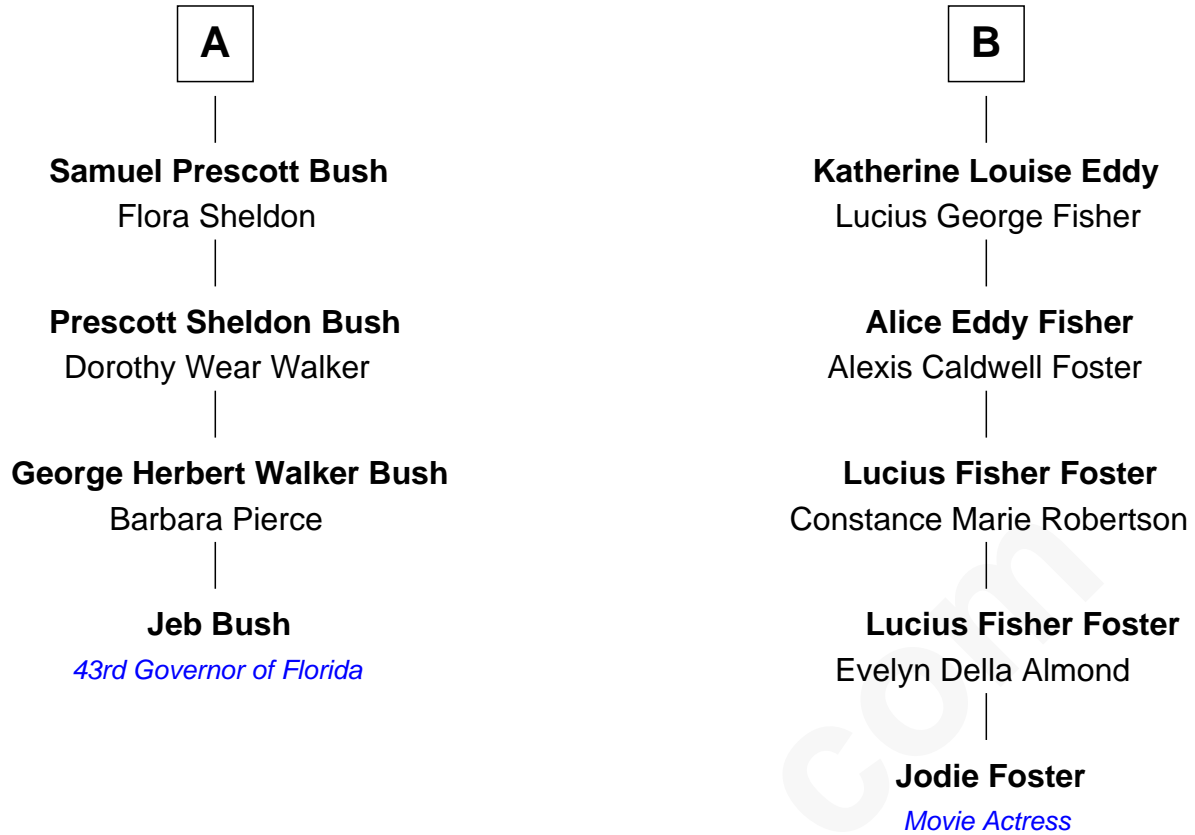 A
Samuel Prescott Bush
Flora Sheldon
Prescott Sheldon Bush
Dorothy Wear Walker
George Herbert Walker Bush
Barbara Pierce
Jeb Bush
43rd Governor of Florida
B
Katherine Louise Eddy
Lucius George Fisher
Alice Eddy Fisher
Alexis Caldwell Foster
Lucius Fisher Foster
Constance Marie Robertson
Lucius Fisher Foster
Evelyn Della Almond
Jodie Foster
Movie Actress
com